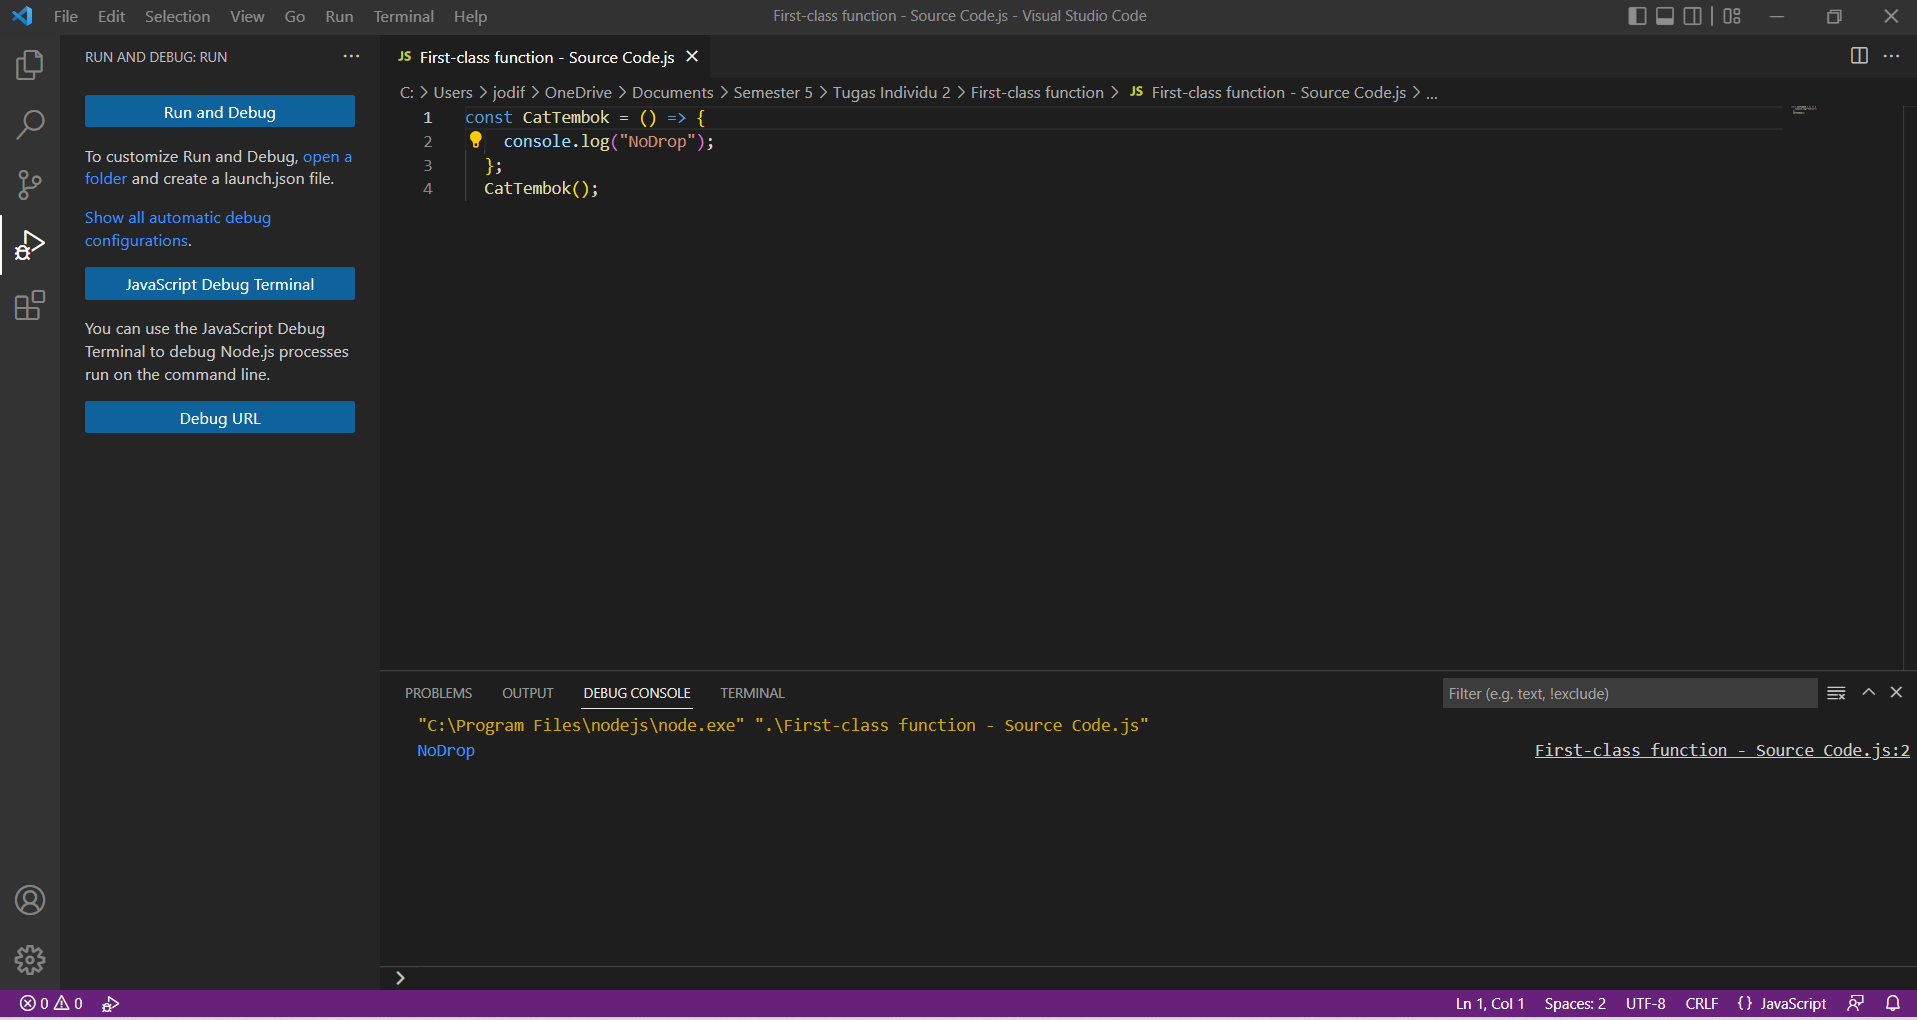 File Edit Selection View Go Run Terminal Help First-class function - Source Code.js - Visual Studio Code
RUN AND DEBUG: RUN
Run and Debug
To customize Run and Debug, open a
folder and create a launch.json file.
Show all automatic debug
configurations.
JavaScript Debug Terminal
You can use the JavaScript Debug
Terminal to debug Node.js processes
run on the command line.
Debug URL
JS First-class function - Source Code.js
C: > Users > jodif > OneDrive > Documents > Semester 5 > Tugas Individu 2 > First-class function > JS First-class function - Source Code.js > ...
1 const CatTembok = () => {
2 console.log("NoDrop");
3 };
4 CatTembok();
PROBLEMS OUTPUT DEBUG CONSOLE TERMINAL Filter (e.g. text, !exclude)
"C:\Program Files\nodejs\node.exe" ".\First-class function - Source Code.js"
NoDrop First-class function - Source Code.js:2
>
0 0 Ln 1, Col 1 Spaces: 2 UTF-8 CRLF {} JavaScript